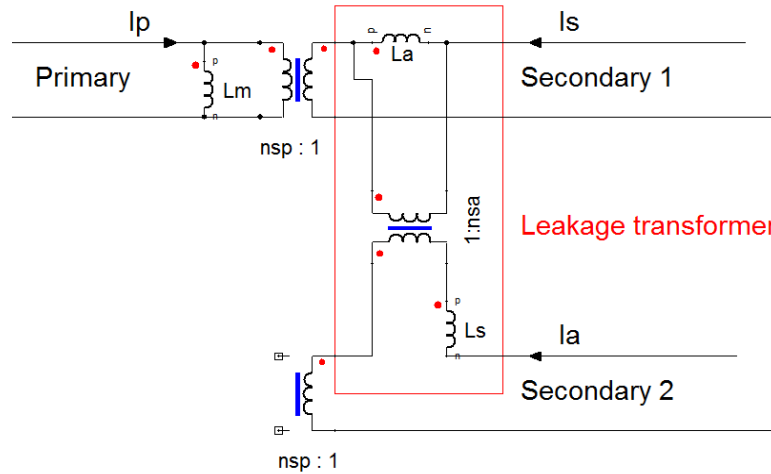 Ip
Is
p
La
n
Primary
p
Lm
n
Secondary 1
nsp : 1
1:nsa
Leakage transformer
p
Ls
n
Ia
Secondary 2
nsp : 1